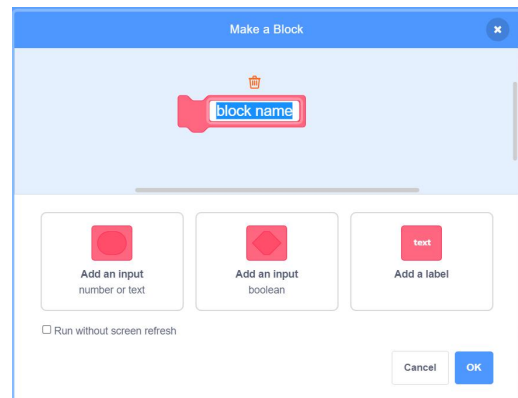 Make a Block
block name
text
Add an input
number or text
Add an input
boolean
Add a label
Run without screen refresh
Cancel
OK